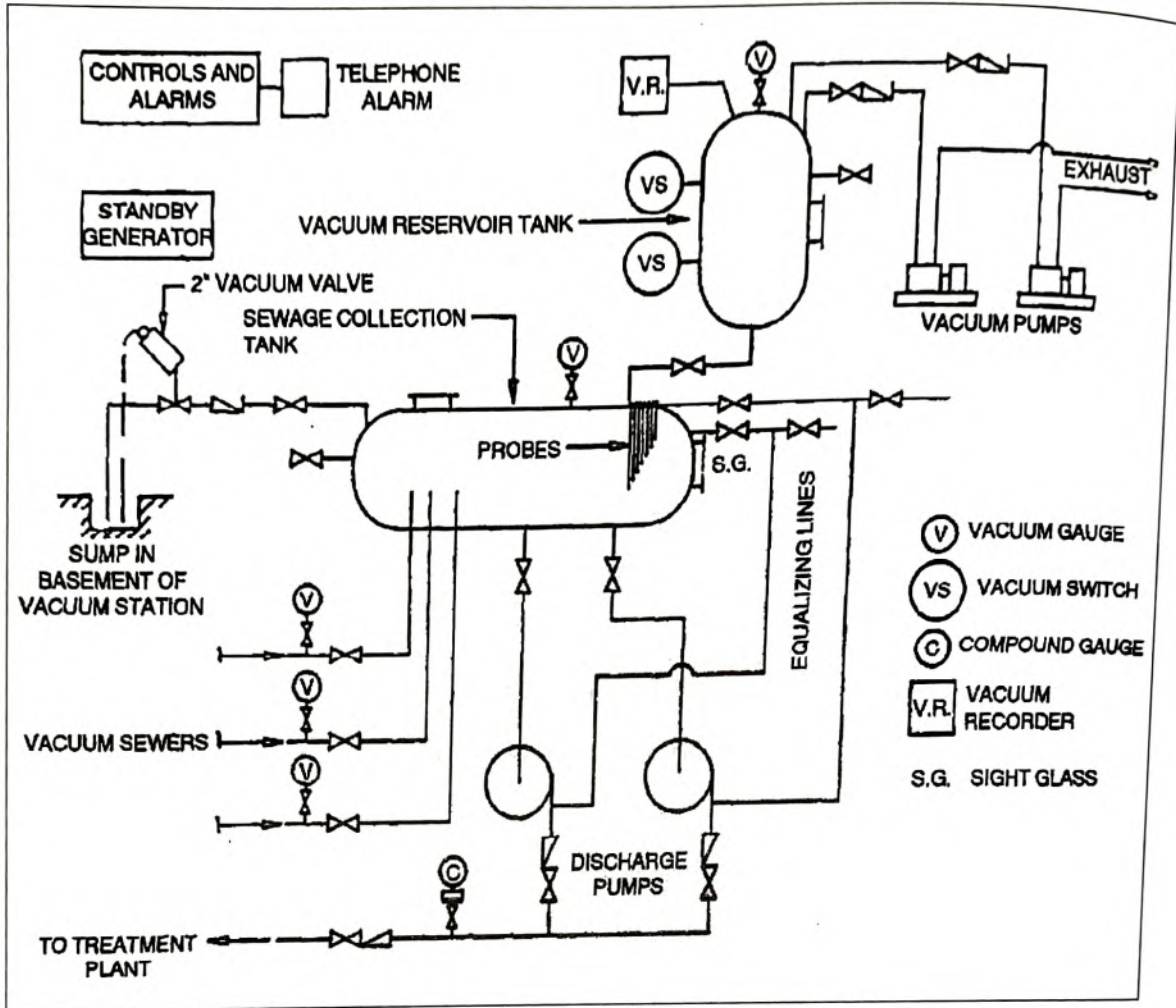 CONTROLS AND
ALARMS
TELEPHONE
ALARM
V
V.R.
STANDBY
GENERATOR
VS
VACUUM RESERVOIR TANK
VS
EXHAUST
VACUUM PUMPS
2" VACUUM VALVE
SEWAGE COLLECTION
TANK
V
PROBES
S.G.
EQUALIZING LINES
SUMP IN
BASEMENT OF
VACUUM STATION
V
V
VACUUM SEWERS
V
DISCHARGE
PUMPS
C
TO TREATMENT
PLANT
V VACUUM GAUGE
VS VACUUM SWITCH
C COMPOUND GAUGE
V.R. VACUUM
RECORDER
S.G. SIGHT GLASS